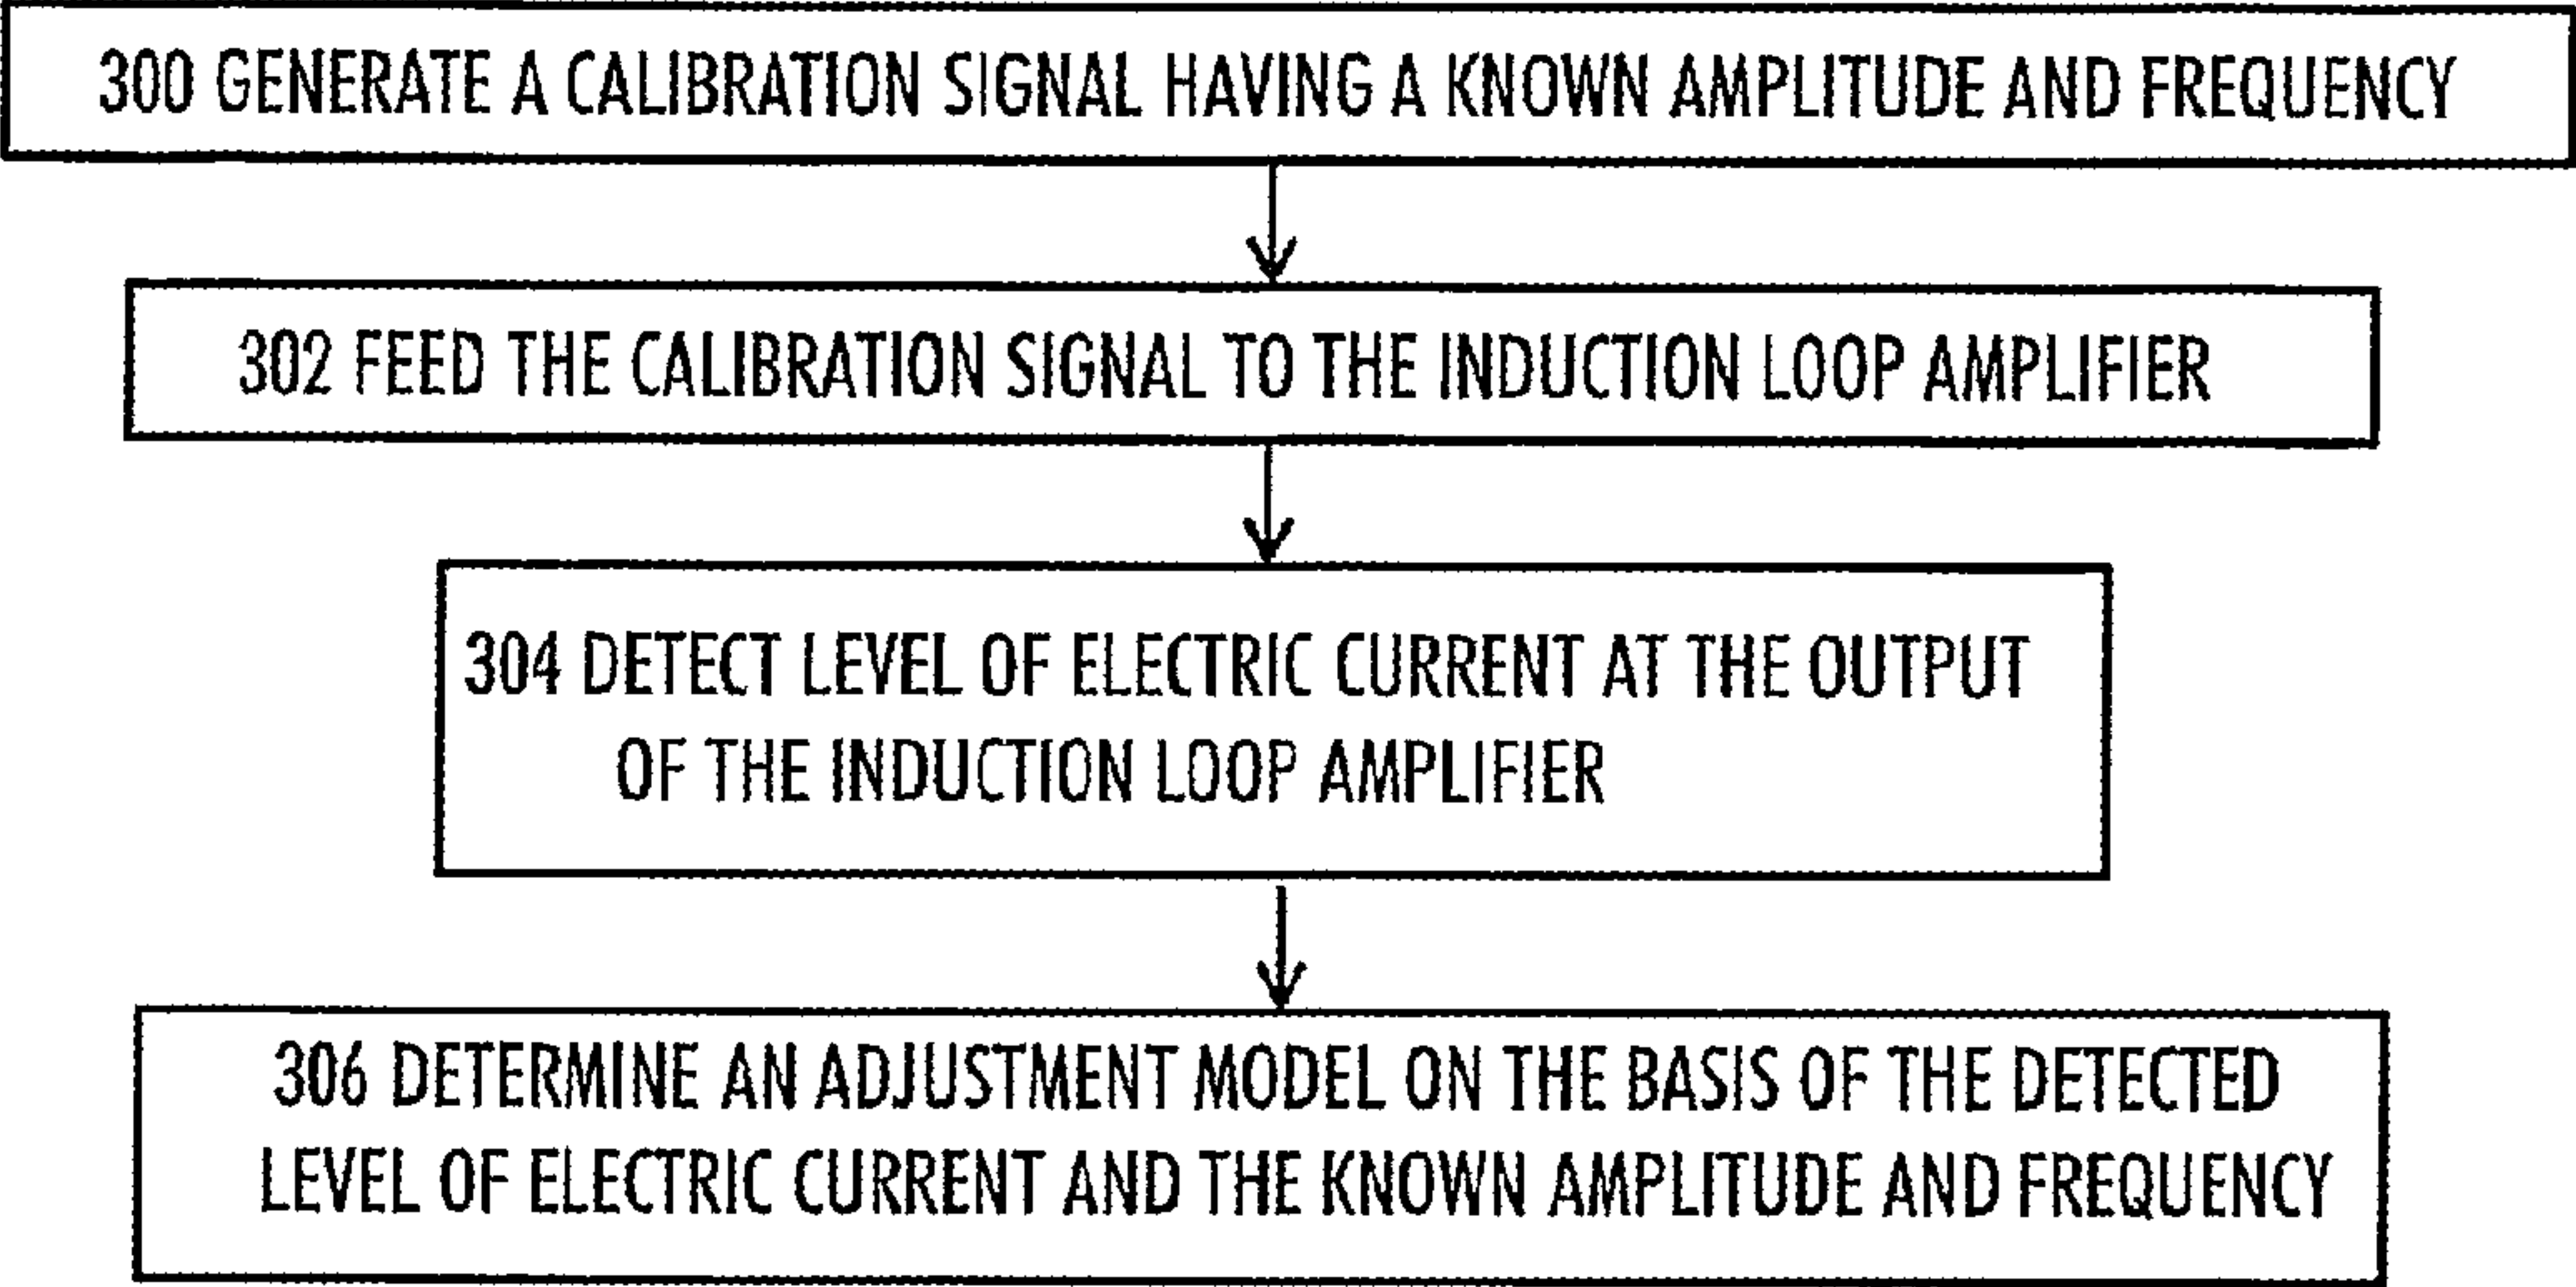 300 GENERATE A CALIBRATION SIGNAL HAVING A KNOWN AMPLITUDE AND FREQUENCY
302 FEED THE CALIBRATION SIGNAL TO THE INDUCTION LOOP AMPLIFIER
304 DETECT LEVEL OF ELECTRIC CURRENT AT THE OUTPUT
OF THE INDUCTION LOOP AMPLIFIER
306 DETERMINE AN ADJUSTMENT MODEL ON THE BASIS OF THE DETECTED
LEVEL OF ELECTRIC CURRENT AND THE KNOWN AMPLITUDE AND FREQUENCY